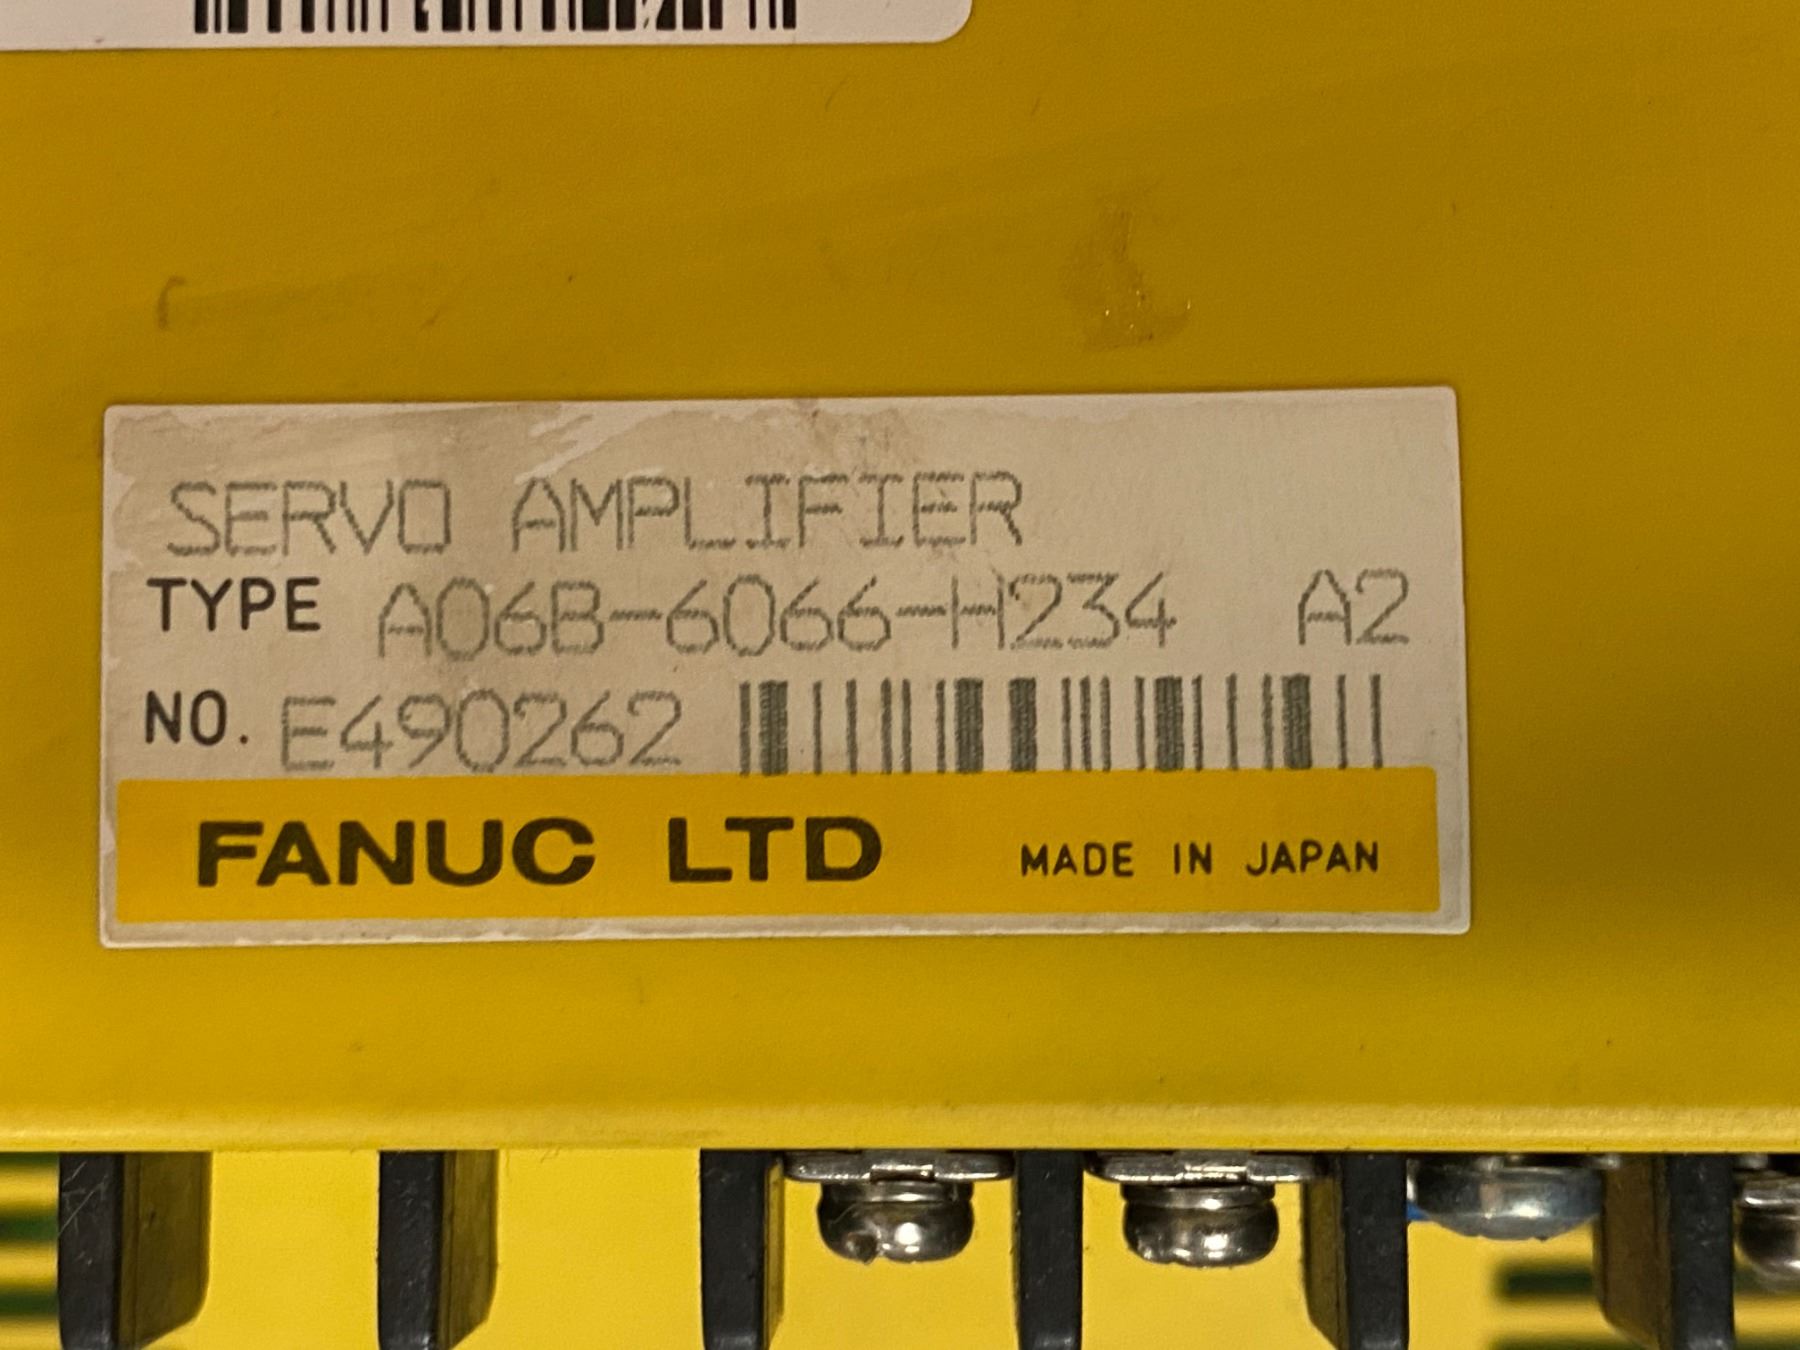 SERVO AMPLIFIER
TYPE A06B-6066-H234 A2
NO. E490262
FANUC LTD MADE IN JAPAN